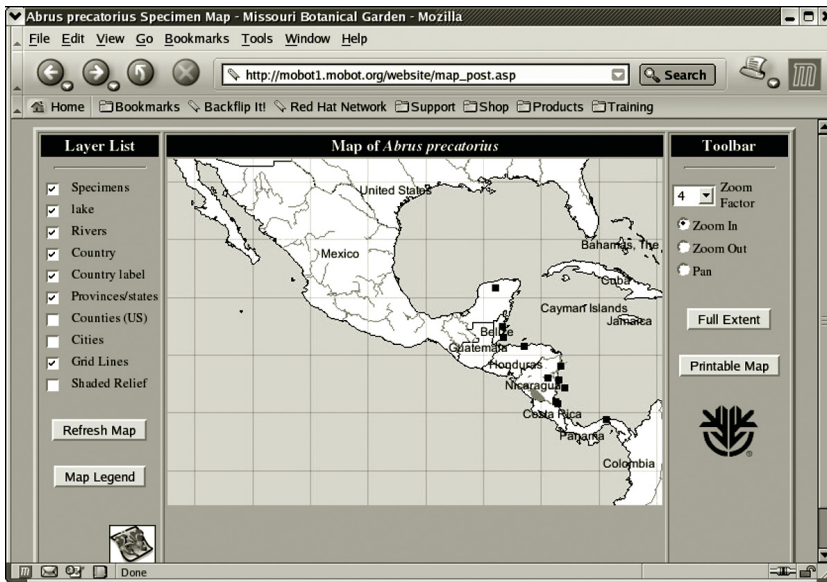 Abrus precatorius Specimen Map - Missouri Botanical Garden - Mozilla
File Edit View Go Bookmarks Tools Window Help
http://mobot1.mobot.org/website/map_post.asp Search
Home Bookmarks Backflip It! Red Hat Network Support Shop Products Training
Layer List
Specimens
lake
Rivers
Country
Country label
Provinces/states
Counties (US)
Cities
Grid Lines
Shaded Relief
Refresh Map
Map Legend
Map of Abrus precatorius
United States
Mexico
Bahamas, The
Cuba
Cayman Islands
Jamaica
Belize
Guatemala
Honduras
Nicaragua
Costa Rica
Panama
Colombia
Toolbar
4 Zoom
Factor
Zoom In
Zoom Out
Pan
Full Extent
Printable Map
®
Done